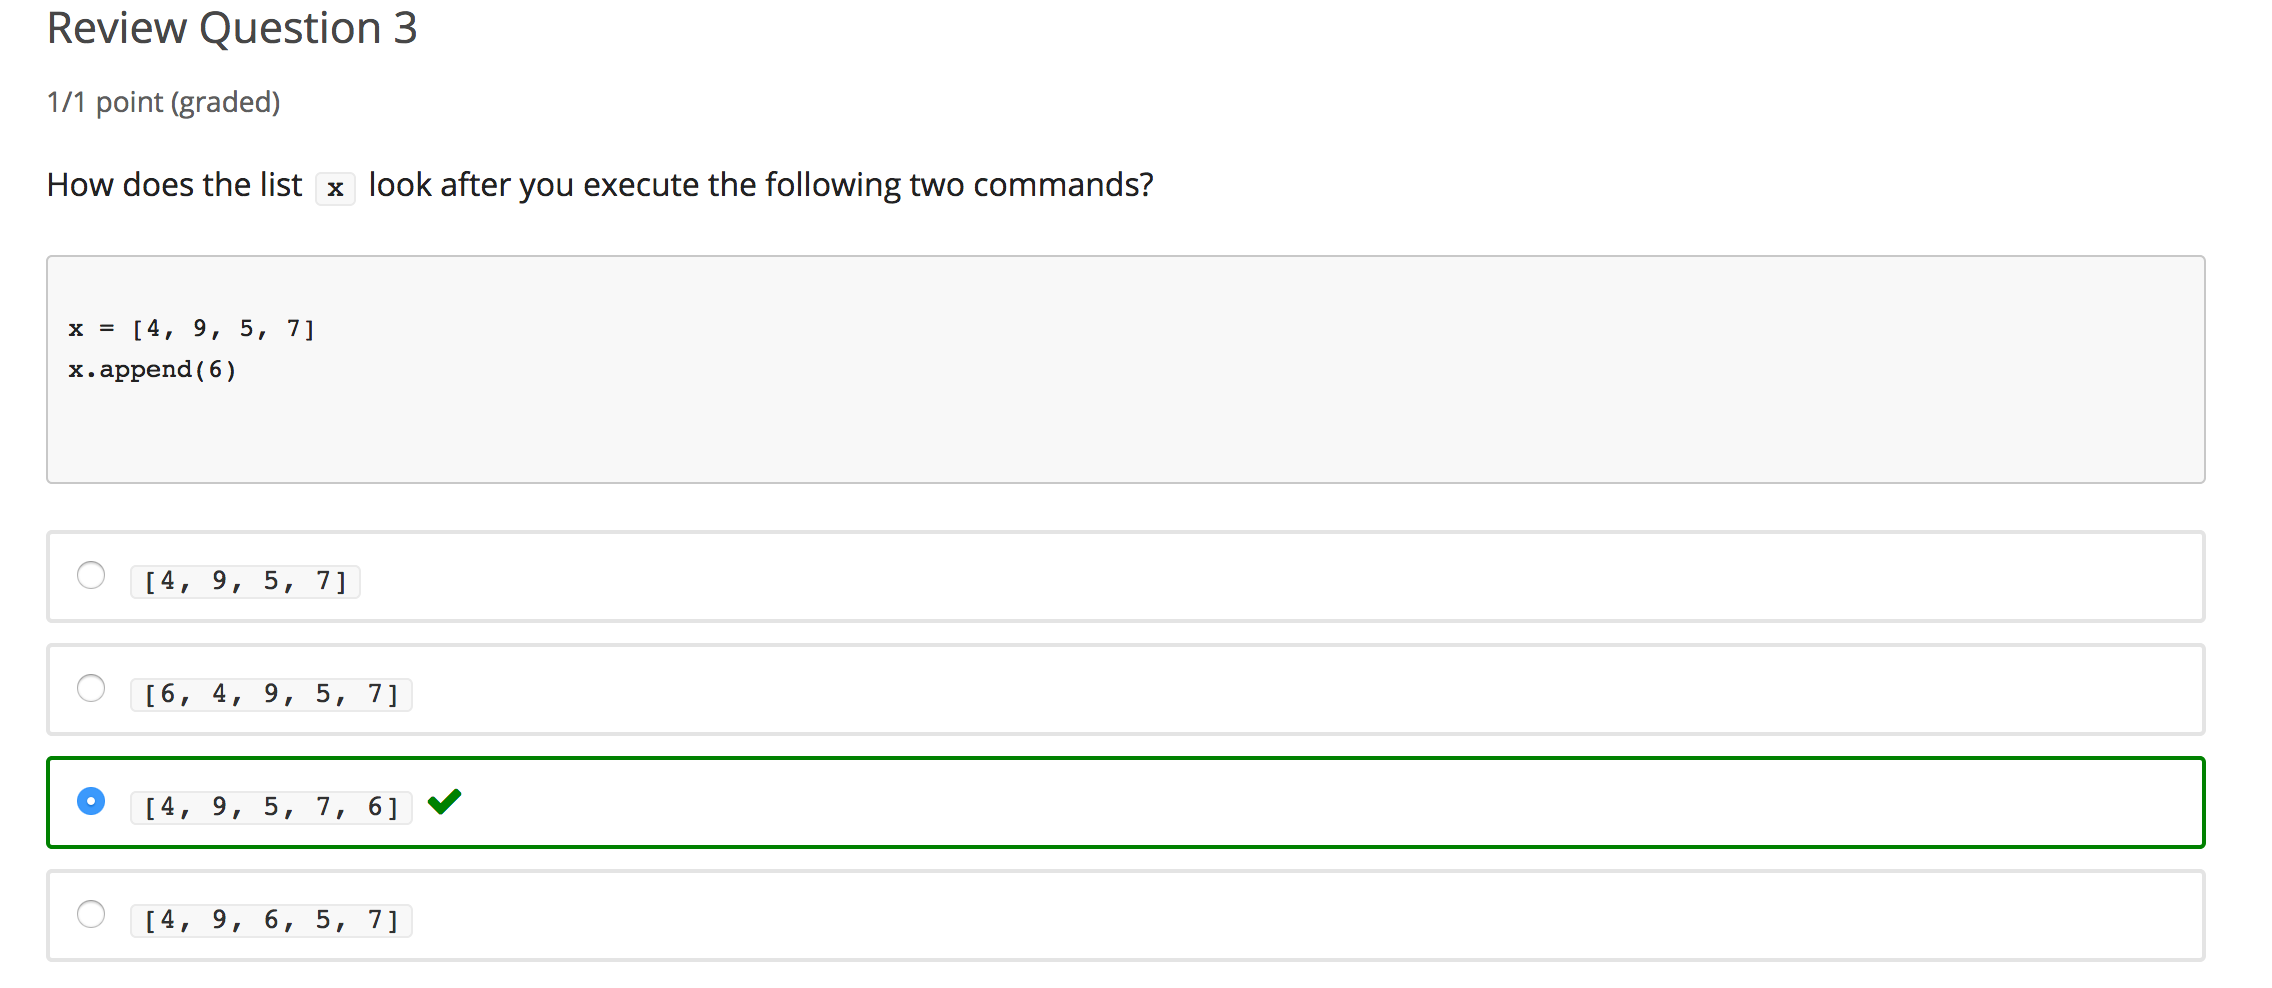 Review Question 3
1/1 point (graded)
How does the list x look after you execute the following two commands?
x = [4, 9, 5, 7]
x.append(6)
[4, 9, 5, 7]
[6, 4, 9, 5, 7]
[4, 9, 5, 7, 6]
[4, 9, 6, 5, 7]